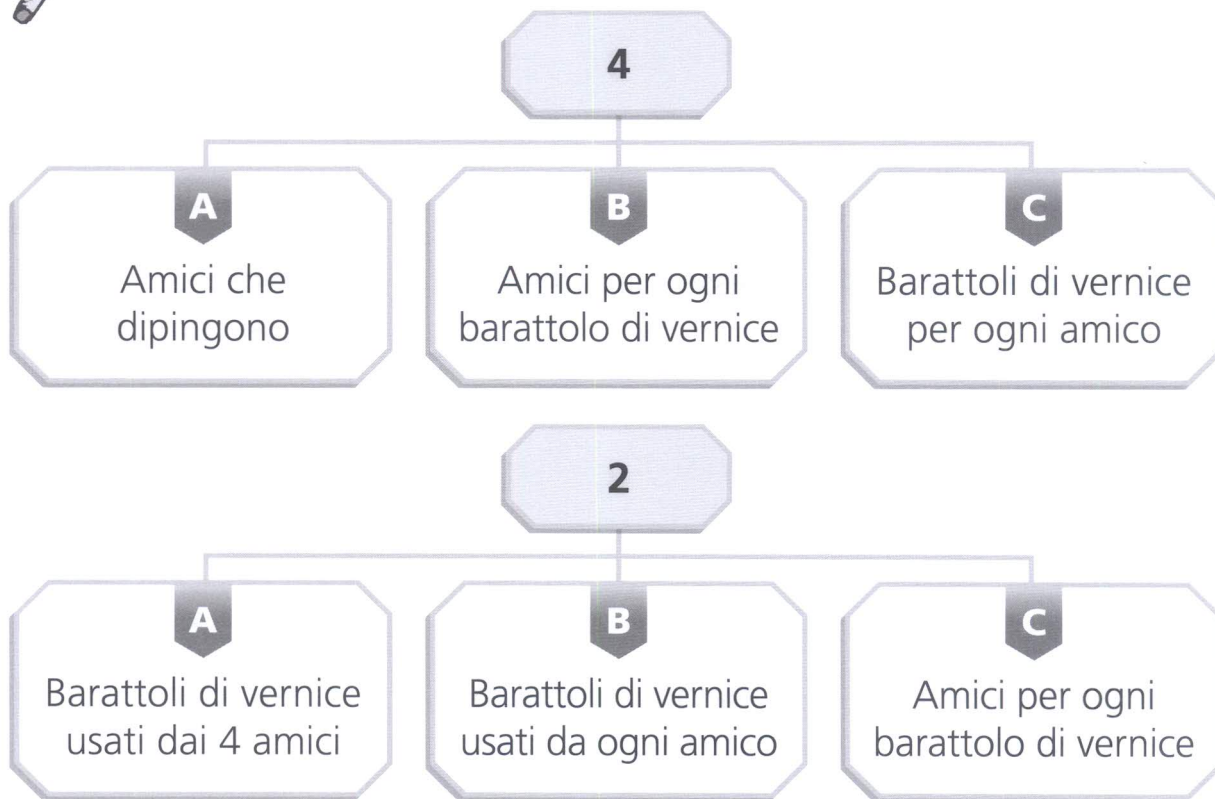 4
A
Amici che
dipingono
B
Amici per ogni
barattolo di vernice
C
Barattoli di vernice
per ogni amico
2
A
Barattoli di vernice
usati dai 4 amici
B
Barattoli di vernice
usati da ogni amico
C
Amici per ogni
barattolo di vernice